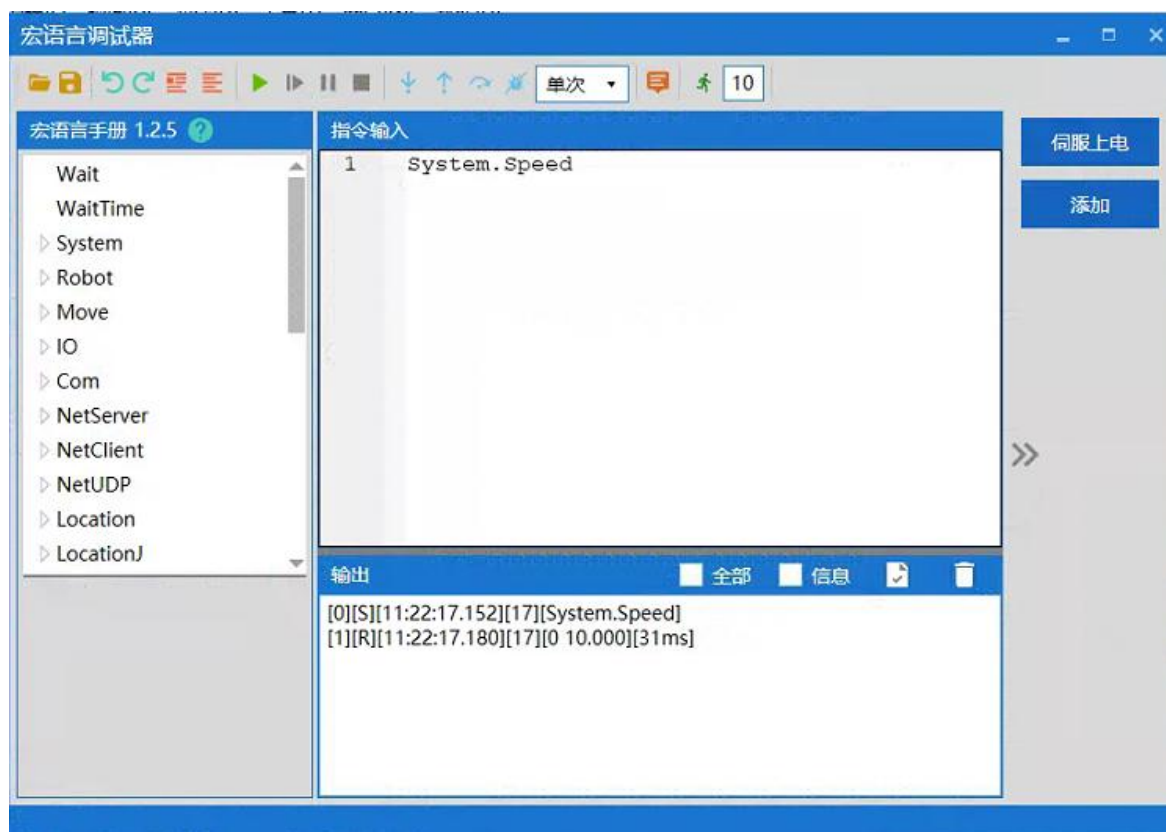 宏语言调试器
单次
10
宏语言手册 1.2.5
Wait
WaitTime
System
Robot
Move
IO
Com
NetServer
NetClient
NetUDP
Location
LocationJ
指令输入
1 System.Speed
输出 全部 信息
[0][S][11:22:17.152][17][System.Speed]
[1][R][11:22:17.180][17][0 10.000][31ms]
伺服上电
添加